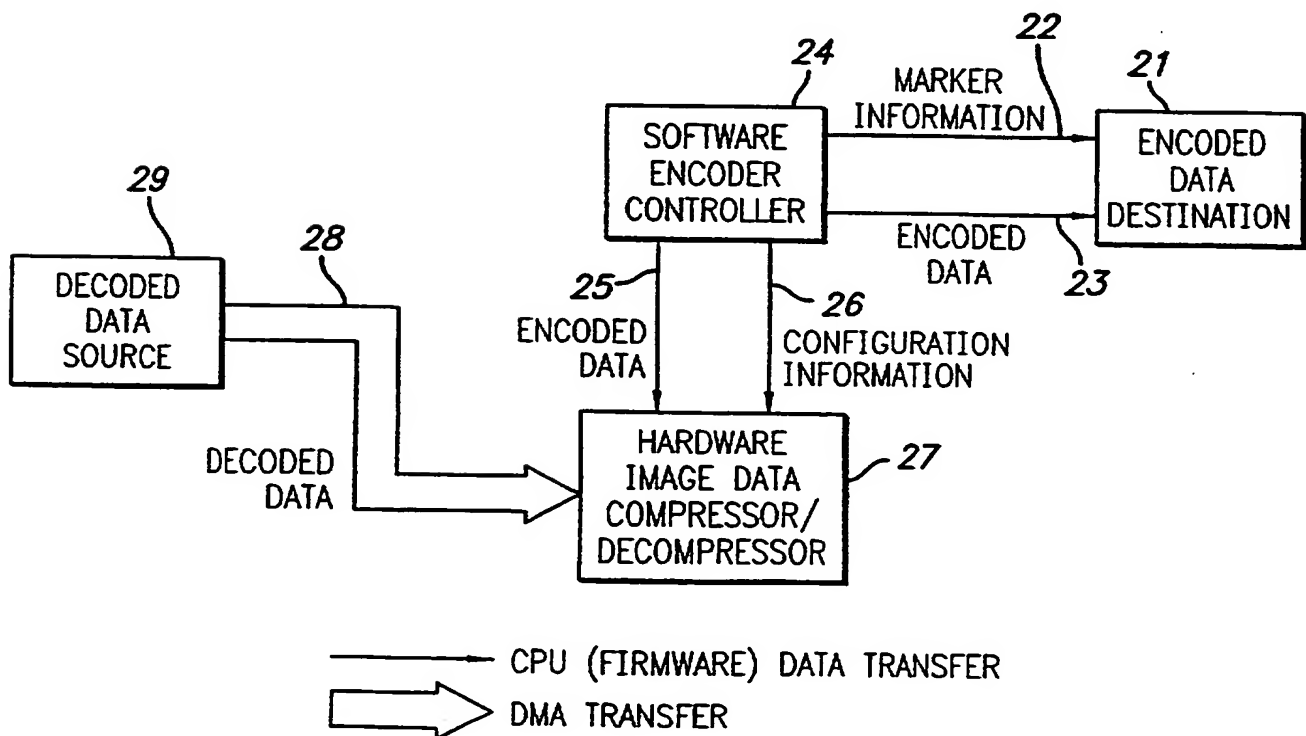 22
24
21
MARKER
INFORMATION
SOFTWARE
ENCODER
CONTROLLER
ENCODED
DATA
DESTINATION
29
28
ENCODED
DATA
23
DECODED
DATA
SOURCE
25
26
ENCODED
DATA
CONFIGURATION
INFORMATION
DECODED
DATA
HARDWARE
IMAGE DATA
COMPRESSOR/
DECOMPRESSOR
27
CPU (FIRMWARE) DATA TRANSFER
DMA TRANSFER